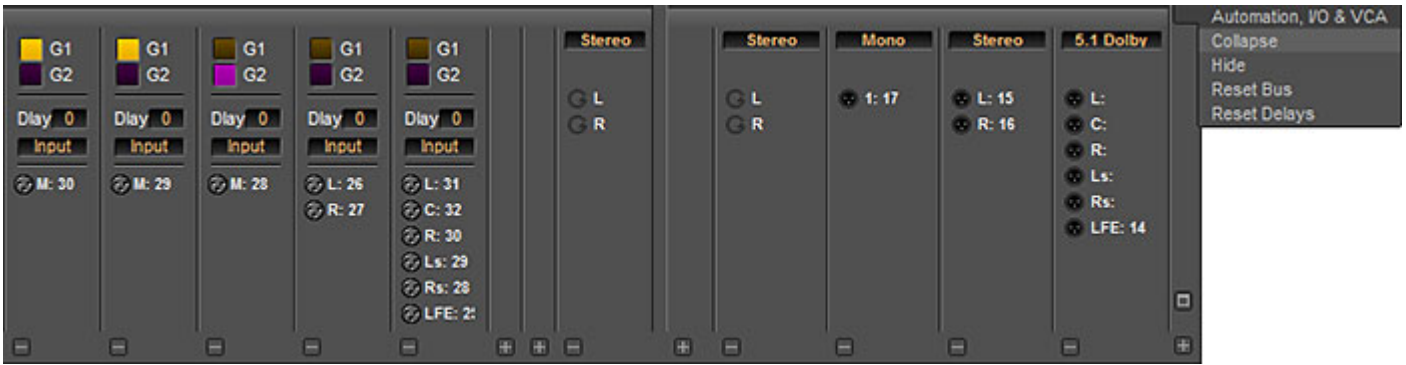 G1
G2
Dlay 0
Input
M: 30
G1
G2
Dlay 0
Input
M: 29
G1
G2
Dlay 0
Input
M: 28
G1
G2
Dlay 0
Input
L: 26
R: 27
G1
G2
Dlay 0
Input
L: 31
C: 32
R: 30
Ls: 29
Rs: 28
Stereo
L
R
Stereo
L
R
Mono
1: 17
Stereo
L: 15
R: 16
5.1 Dolby
L:
C:
R:
Ls:
Rs:
LFE: 14
Automation, I/O & VCA
Collapse
Hide
Reset Bus
Reset Delays